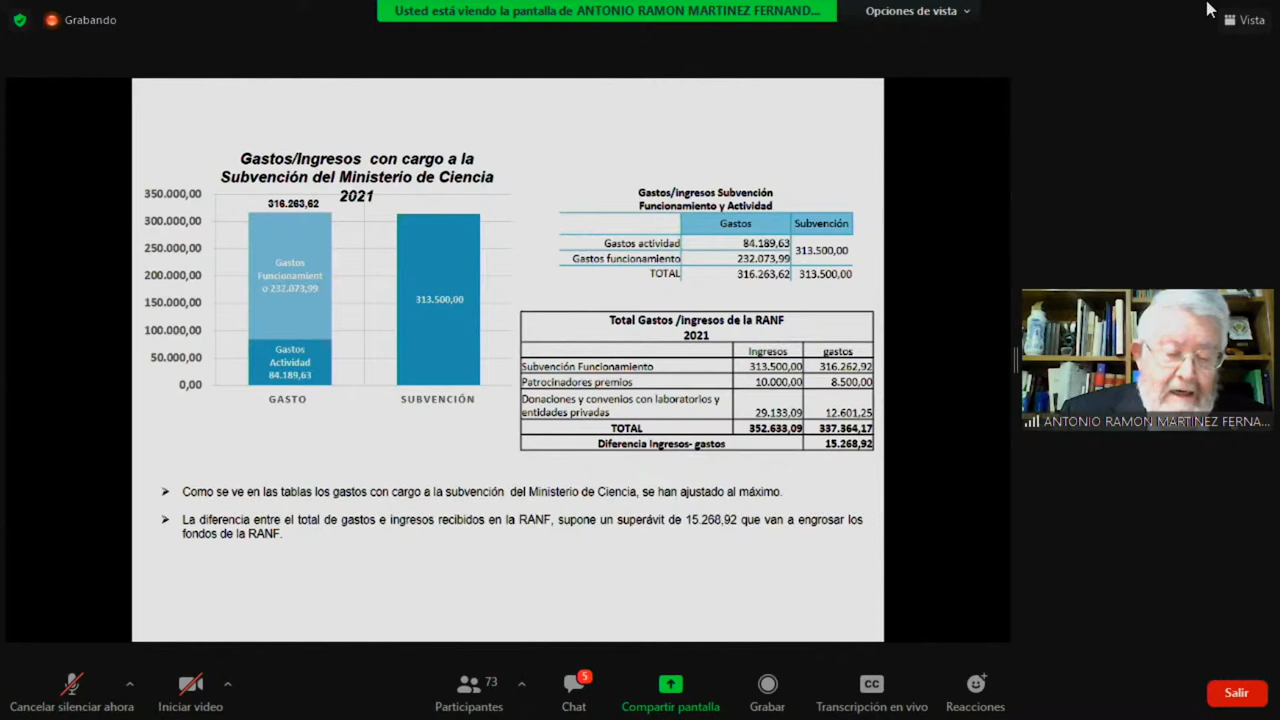 Grabando
Usted está viendo la pantalla de ANTONIO RAMON MARTINEZ FERNAND...
Opciones de vista
Vista
Gastos/Ingresos con cargo a la
Subvención del Ministerio de Ciencia
2021
350.000,00
300.000,00
250.000,00
200.000,00
150.000,00
100.000,00
50.000,00
0,00
316.263,62
Gastos
Funcionamient
o 232.073,99
Gastos
Actividad
84.189,63
313.500,00
GASTO
SUBVENCIÓN
Gastos/ingresos Subvención
Funcionamiento y Actividad
Gastos Subvención
Gastos actividad 84.189,63
313.500,00
Gastos funcionamiento 232.073,99
TOTAL 316.263,62 313.500,00
Total Gastos /ingresos de la RANF
2021
Ingresos gastos
Subvención Funcionamiento 313.500,00 316.262,92
Patrocinadores premios 10.000,00 8.500,00
Donaciones y convenios con laboratorios y
entidades privadas 29.133,09 12.601,25
TOTAL 352.633,09 337.364,17
Diferencia Ingresos- gastos 15.268,92
Como se ve en las tablas los gastos con cargo a la subvención del Ministerio de Ciencia, se han ajustado al máximo.
La diferencia entre el total de gastos e ingresos recibidos en la RANF, supone un superávit de 15.268,92 que van a engrosar los
fondos de la RANF.
ANTONIO RAMON MARTINEZ FERNA...
Cancelar silenciar ahora
Iniciar video
73
Participantes
5
Chat
Compartir pantalla
Grabar
CC
Transcripción en vivo
Reacciones
Salir